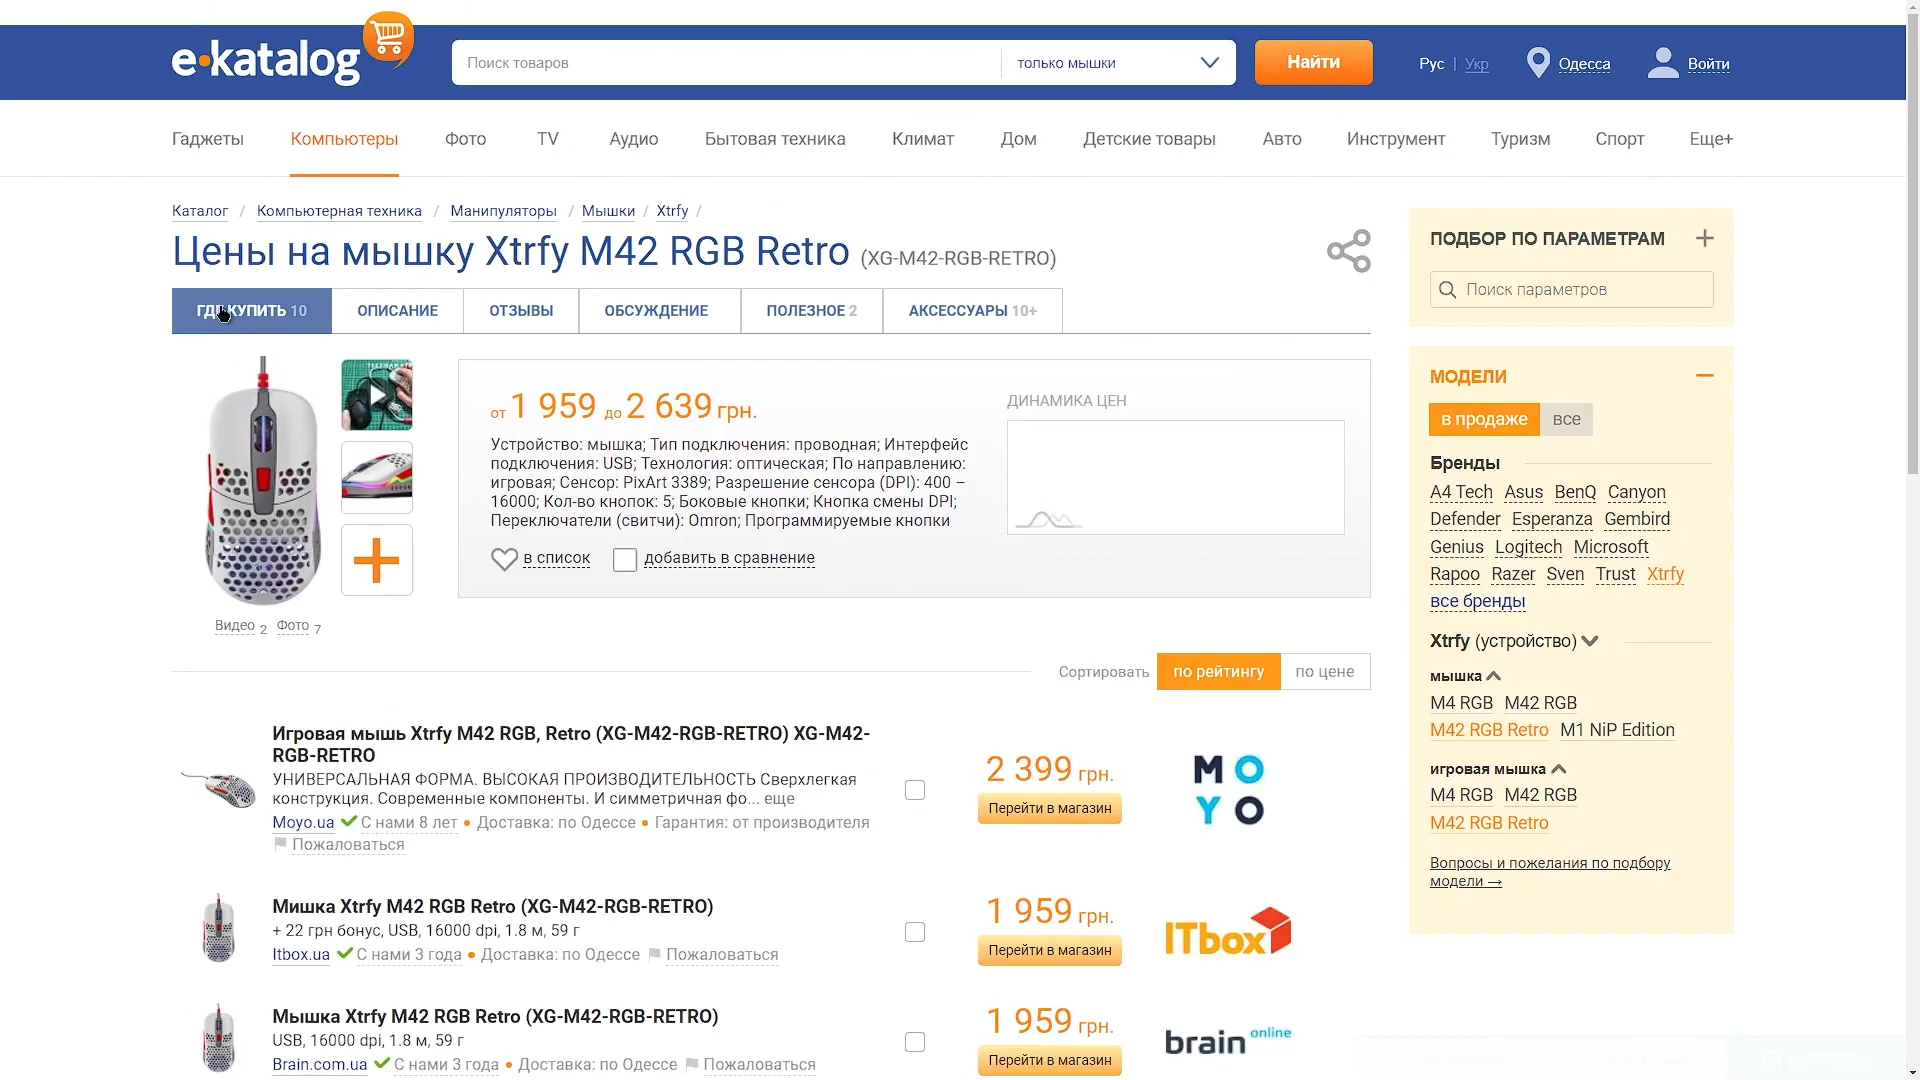 e-katalog
Поиск товаров
только мышки
Найти
Рус | Укр
Одесса
Войти
Гаджеты Компьютеры Фото TV Аудио Бытовая техника Климат Дом Детские товары Авто Инструмент Туризм Спорт Еще+
Каталог / Компьютерная техника / Манипуляторы / Мышки / Xtrfy /
Цены на мышку Xtrfy M42 RGB Retro (XG-M42-RGB-RETRO)
ГДЕ КУПИТЬ 10 ОПИСАНИЕ ОТЗЫВЫ ОБСУЖДЕНИЕ ПОЛЕЗНОЕ 2 АКСЕССУАРЫ 10+
от 1 959 до 2 639 грн.
Устройство: мышка; Тип подключения: проводная; Интерфейс
подключения: USB; Технология: оптическая; По направлению:
игровая; Сенсор: PixArt 3389; Разрешение сенсора (DPI): 400 –
16000; Кол-во кнопок: 5; Боковые кнопки; Кнопка смены DPI;
Переключатели (свитчи): Omron; Программируемые кнопки
в список
добавить в сравнение
ДИНАМИКА ЦЕН
Видео 2 Фото 7
Сортировать по рейтингу по цене
Игровая мышь Xtrfy M42 RGB, Retro (XG-M42-RGB-RETRO) XG-M42-
RGB-RETRO
УНИВЕРСАЛЬНАЯ ФОРМА. ВЫСОКАЯ ПРОИЗВОДИТЕЛЬНОСТЬ Сверхлегкая
конструкция. Современные компоненты. И симметричная фо... еще
Moyo.ua С нами 8 лет • Доставка: по Одессе • Гарантия: от производителя
Пожаловаться
2 399 грн.
Перейти в магазин
MOYO
Мишка Xtrfy M42 RGB Retro (XG-M42-RGB-RETRO)
+ 22 грн бонус, USB, 16000 dpi, 1.8 м, 59 г
Itbox.ua С нами 3 года • Доставка: по Одессе Пожаловаться
1 959 грн.
Перейти в магазин
ITbox
Мышка Xtrfy M42 RGB Retro (XG-M42-RGB-RETRO)
USB, 16000 dpi, 1.8 м, 59 г
Brain.com.ua С нами 3 года • Доставка: по Одессе Пожаловаться
1 959 грн.
Перейти в магазин
brain online
ПОДБОР ПО ПАРАМЕТРАМ
Поиск параметров
МОДЕЛИ
в продаже все
Бренды
A4 Tech Asus BenQ Canyon
Defender Esperanza Gembird
Genius Logitech Microsoft
Rapoo Razer Sven Trust Xtrfy
все бренды
Xtrfy (устройство)
мышка
M4 RGB M42 RGB
M42 RGB Retro M1 NiP Edition
игровая мышка
M4 RGB M42 RGB
M42 RGB Retro
Вопросы и пожелания по подбору
модели →